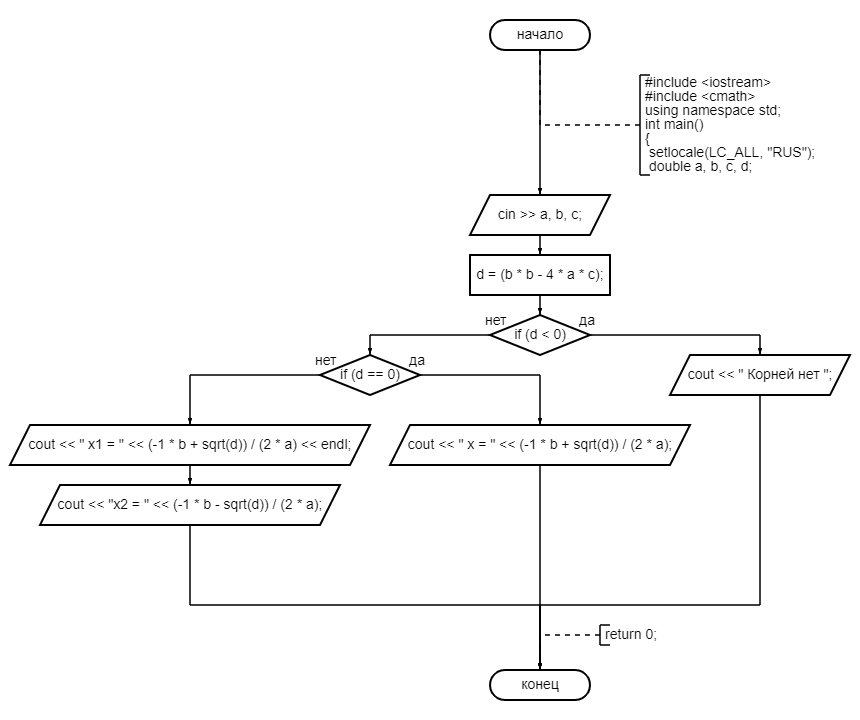 начало
#include <iostream>
#include <cmath>
using namespace std;
int main()
{
setlocale(LC_ALL, "RUS");
double a, b, c, d;
cin >> a, b, c;
d = (b * b - 4 * a * c);
нет
да
if (d < 0)
нет
да
if (d == 0)
cout << " Корней нет ";
cout << " x1 = " << (-1 * b + sqrt(d)) / (2 * a) << endl;
cout << " x = " << (-1 * b + sqrt(d)) / (2 * a);
cout << "x2 = " << (-1 * b - sqrt(d)) / (2 * a);
return 0;
конец